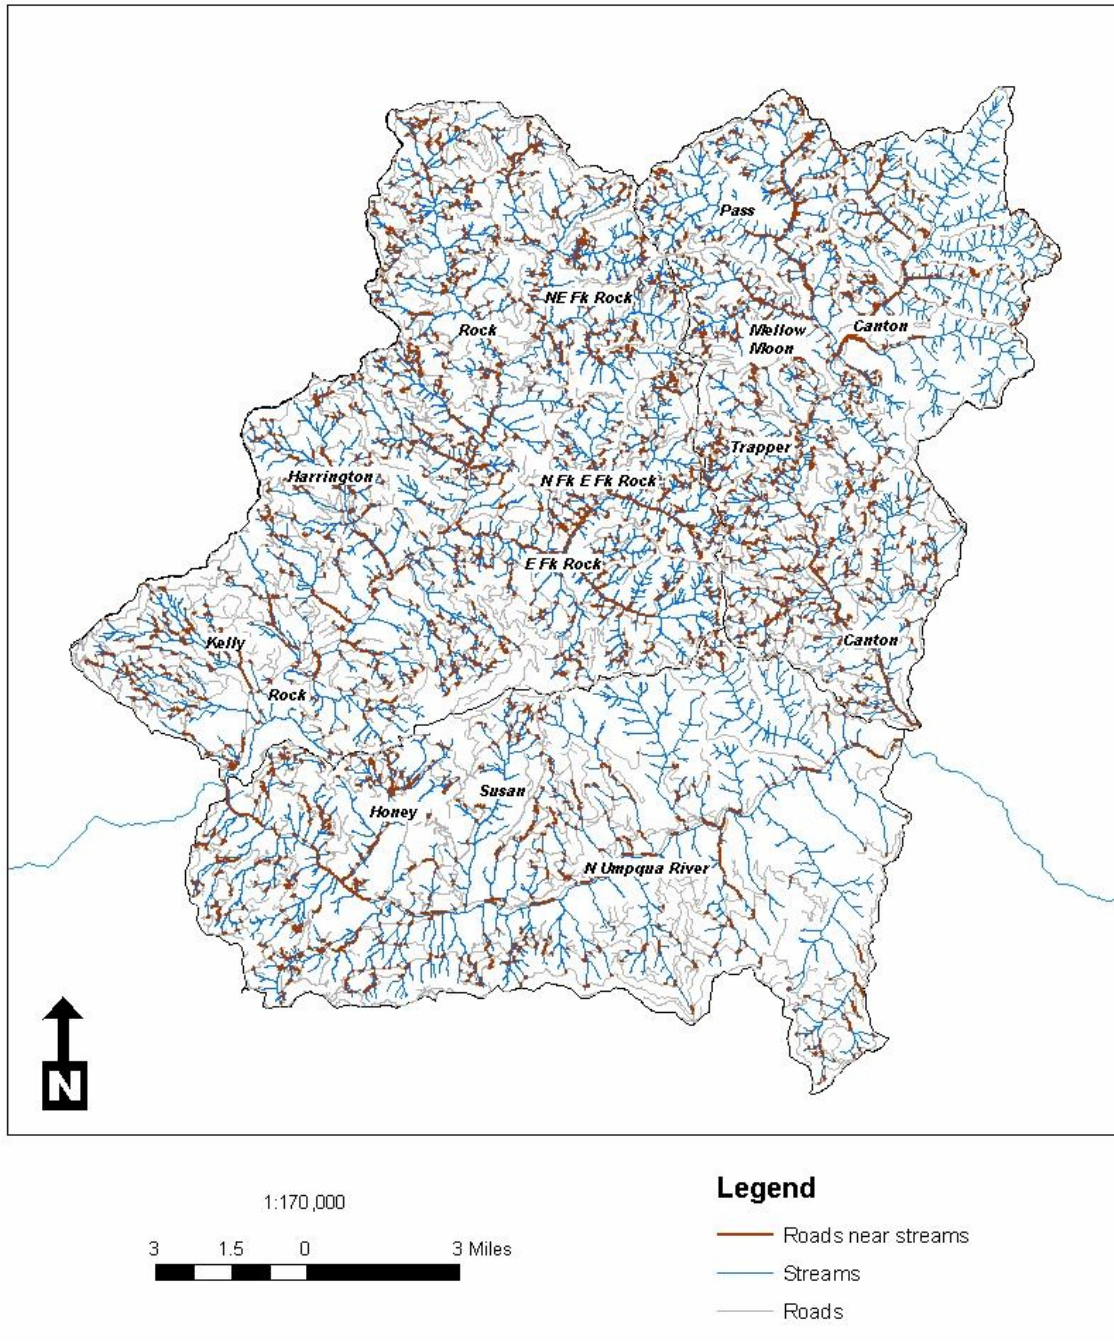 Pass
NE Fk Rock
Rock
Mellow
Moon
Canton
Trapper
Harrington
N Fk E Fk Rock
E Fk Rock
Kelly
Canton
Rock
Susan
Honey
N Umpqua River
N
1:170,000
3 1.5 0 3 Miles
Legend
Roads near streams
Streams
Roads